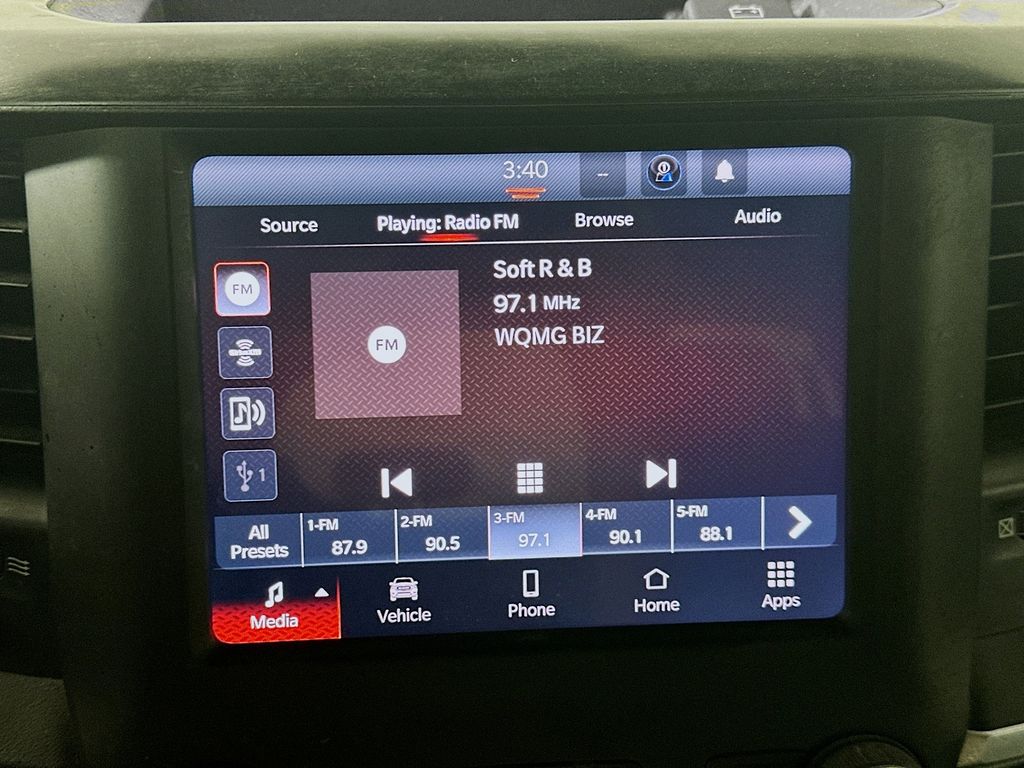 3:40
--
Source
Playing: Radio FM
Browse
Audio
FM
FM
Soft R & B
97.1 MHz
WQMG BIZ
SiriusXM
1
All
Presets
1-FM
87.9
2-FM
90.5
3-FM
97.1
4-FM
90.1
5-FM
88.1
Media
Vehicle
Phone
Home
Apps